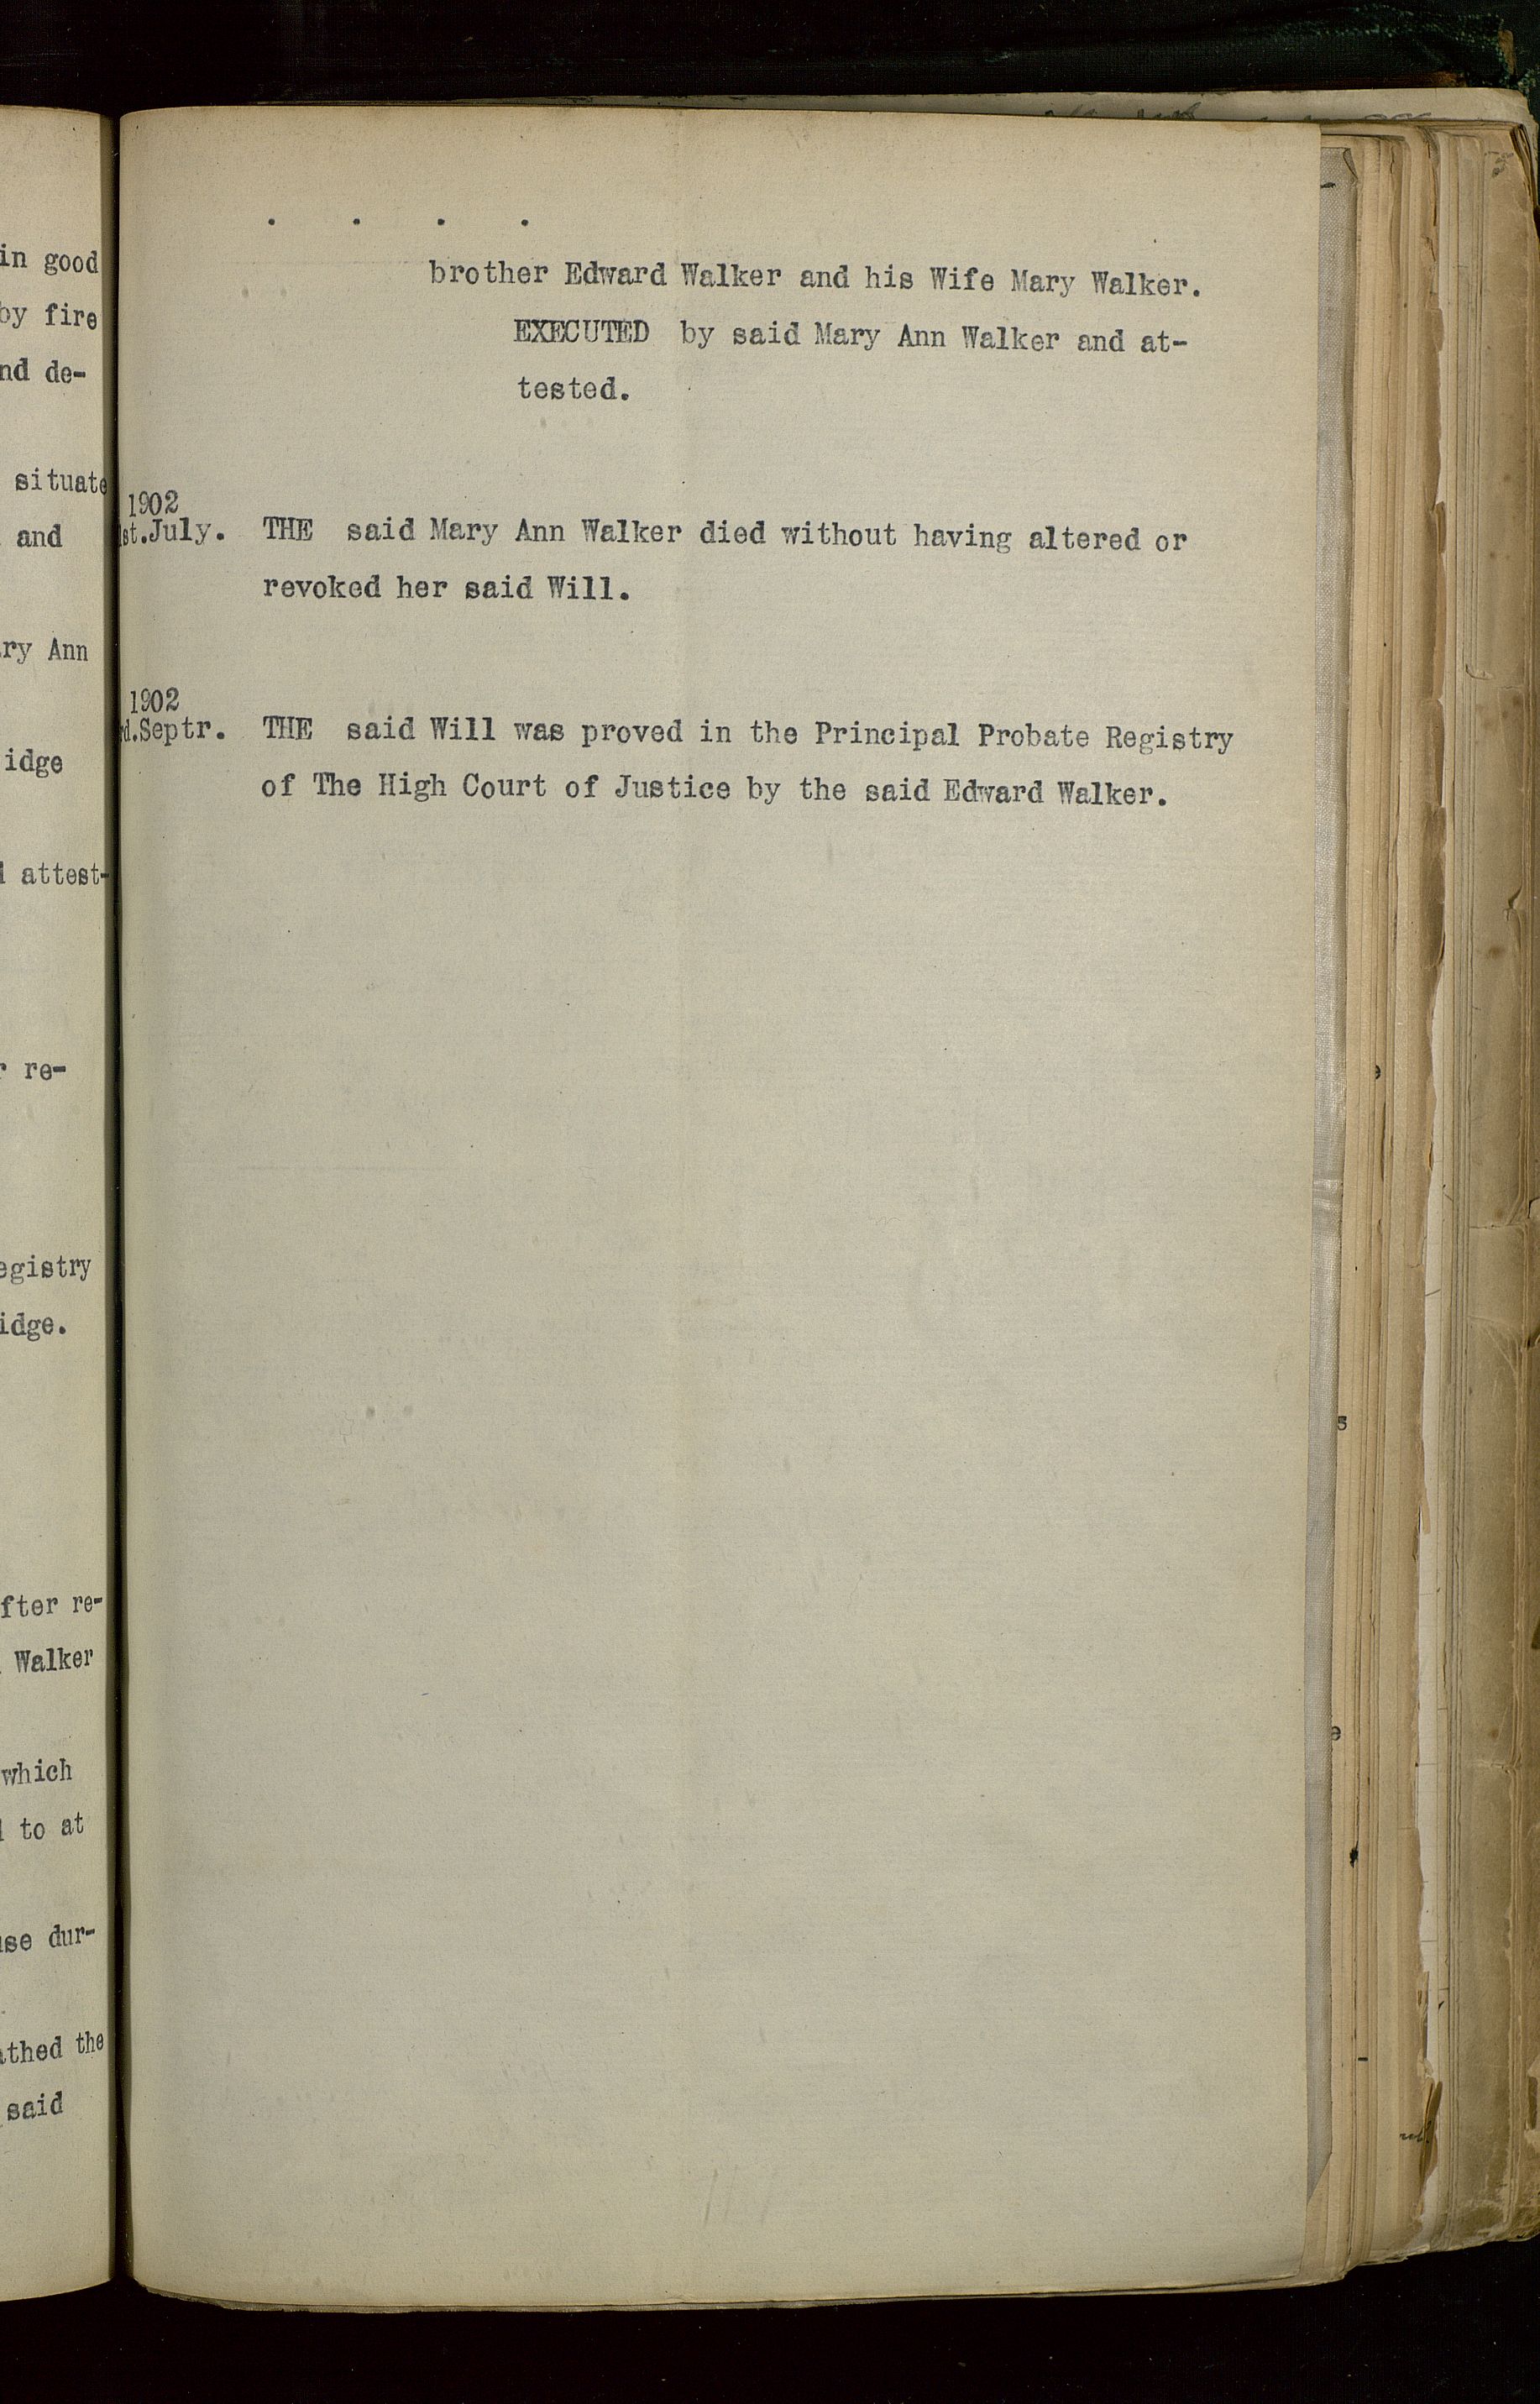 in good
by fire
nd de-
situate
and
ry Ann
idge
attest-
re-
egistry
idge.
fter re-
Walker
which
to at
se dur-
athed the
said
. . . .
brother Edward Walker and his Wife Mary Walker.
EXECUTED by said Mary Ann Walker and at-
tested.
1902
st.July. THE said Mary Ann Walker died without having altered or
revoked her said Will.
1902
d.Septr. THE said Will was proved in the Principal Probate Registry
of The High Court of Justice by the said Edward Walker.